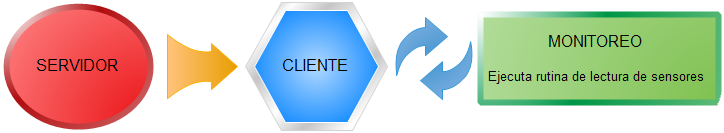 SERVIDOR
CLIENTE
MONITOREO
Ejecuta rutina de lectura de sensores